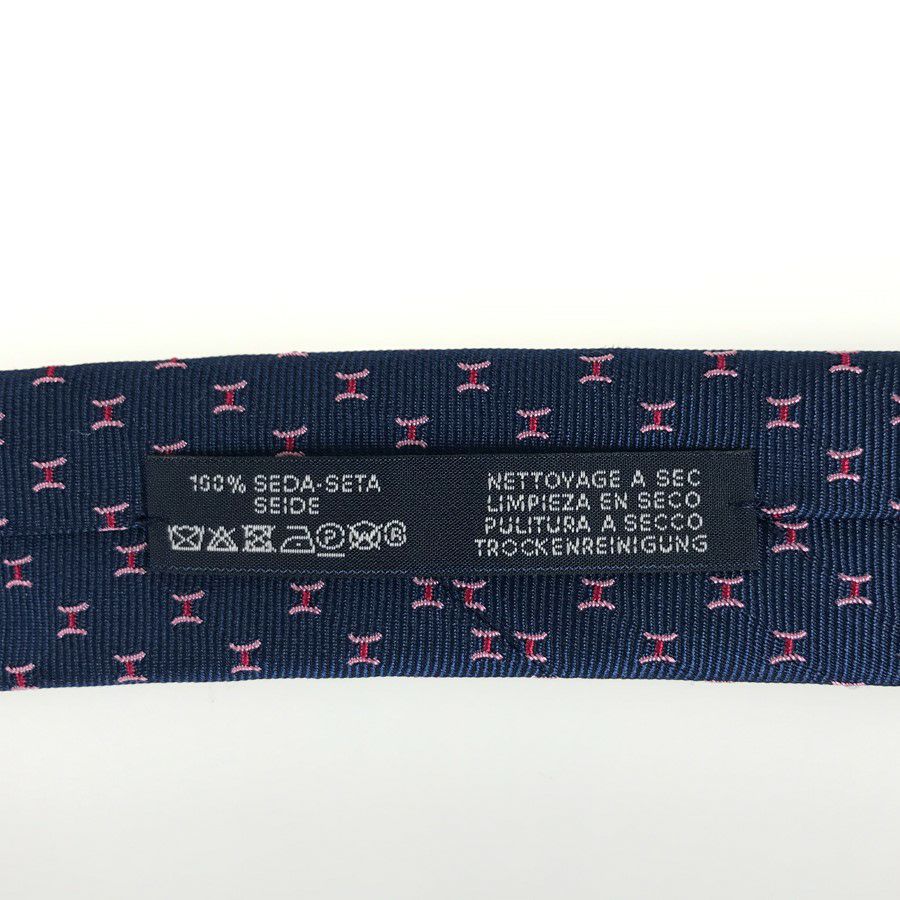 100% SEDA-SETA
SEIDE
NETTOYAGE A SEC
LIMPIEZA EN SECO
PULITURA A SECCO
TROCKENREINIGUNG